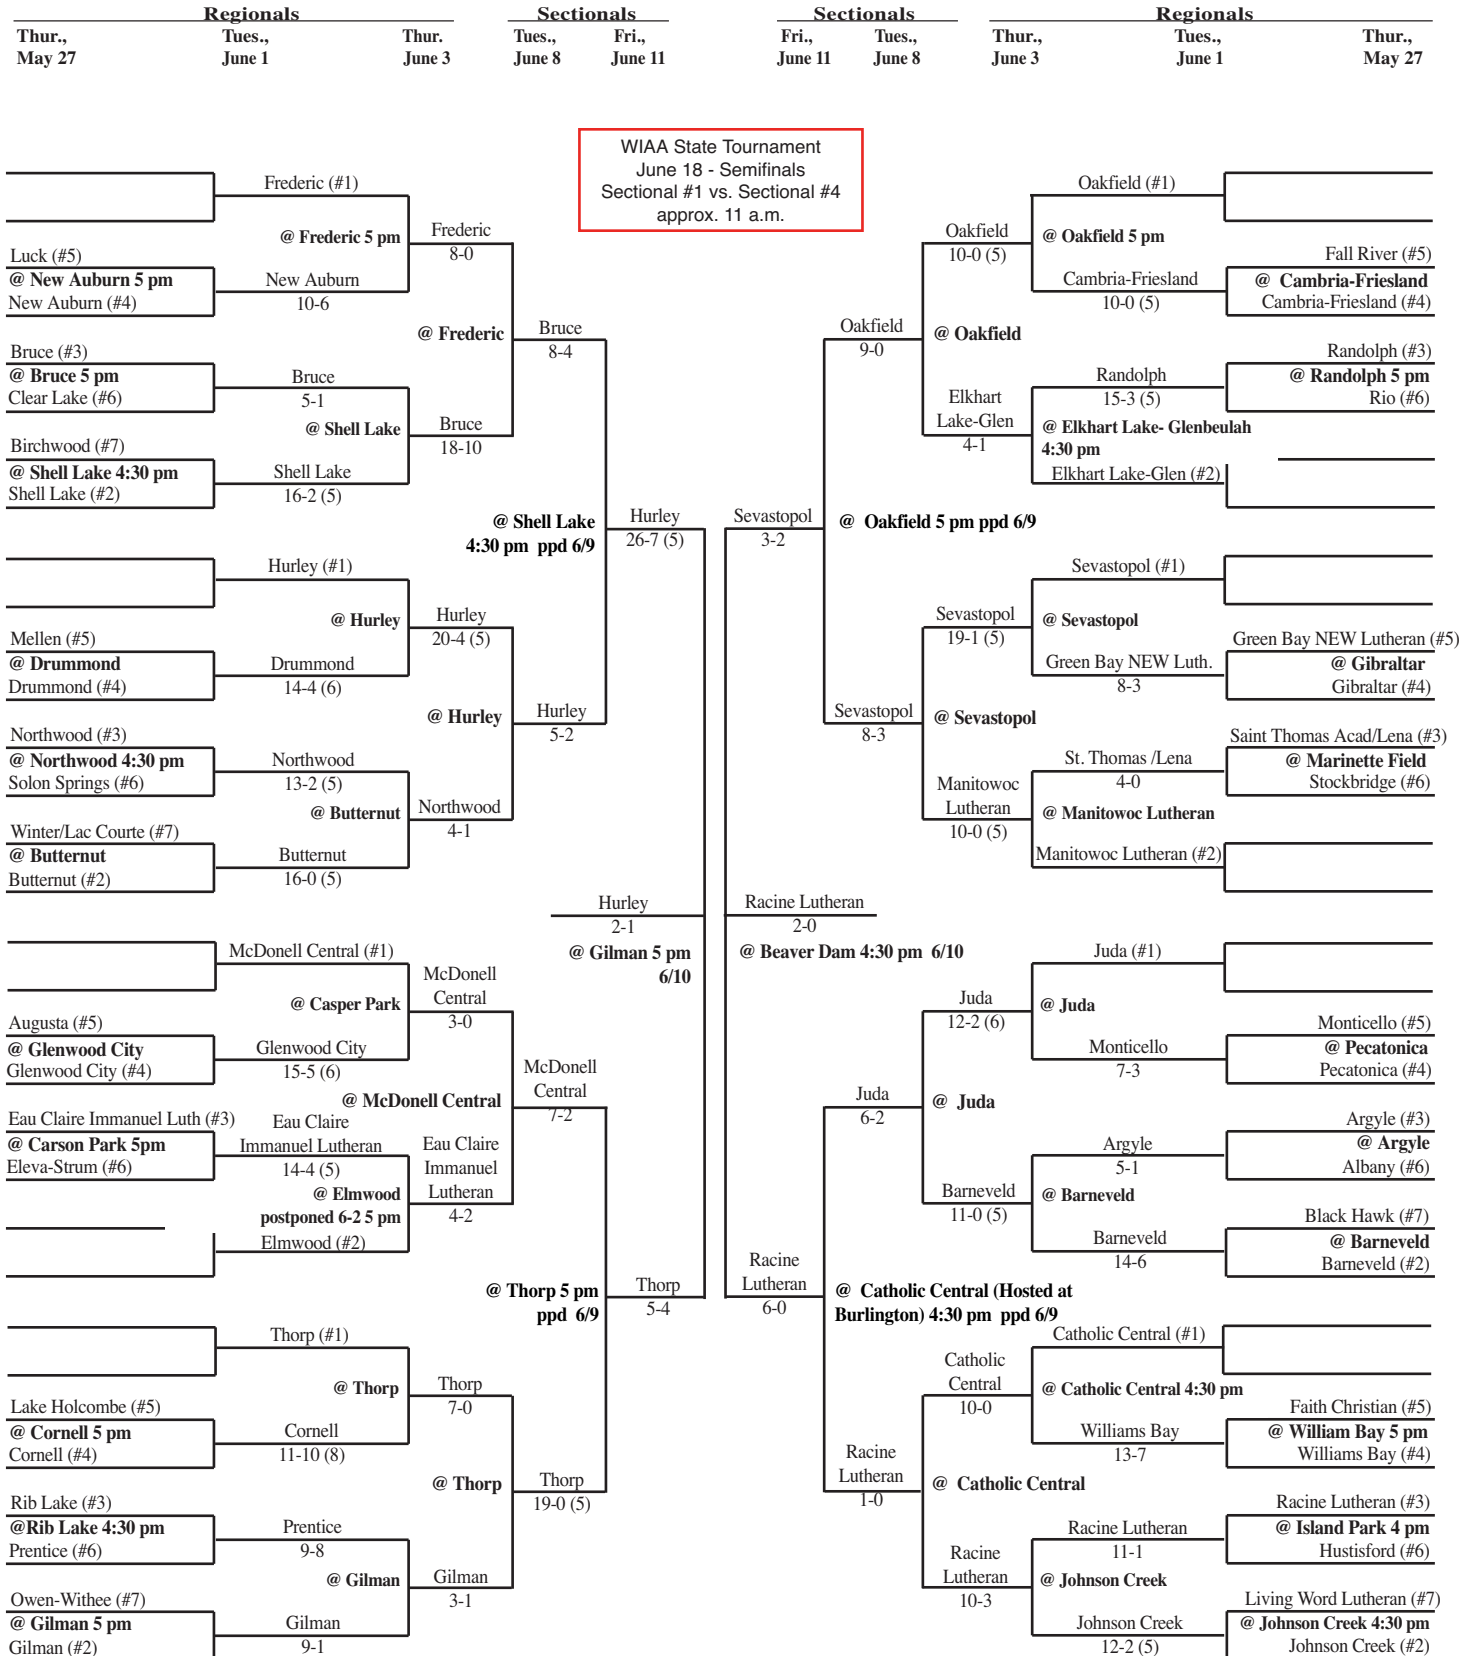 Regionals
Sectionals
Sectionals
Regionals
Thur.,
May 27
Tues.,
June 1
Thur.
June 3
Tues.,
June 8
Fri.,
June 11
Fri.,
June 11
Tues.,
June 8
Thur.,
June 3
Tues.,
June 1
Thur.,
May 27
WIAA State Tournament
June 18 - Semifinals
Sectional #1 vs. Sectional #4
approx. 11 a.m.
Frederic (#1)
@ Frederic 5 pm
Frederic
8-0
Luck (#5)
@ New Auburn 5 pm
New Auburn (#4)
New Auburn
10-6
@ Frederic
Bruce
8-4
Bruce (#3)
@ Bruce 5 pm
Clear Lake (#6)
Bruce
5-1
@ Shell Lake
Bruce
18-10
Birchwood (#7)
@ Shell Lake 4:30 pm
Shell Lake (#2)
Shell Lake
16-2 (5)
@ Shell Lake
4:30 pm ppd 6/9
Hurley
26-7 (5)
Hurley (#1)
@ Hurley
Hurley
20-4 (5)
Mellen (#5)
@ Drummond
Drummond (#4)
Drummond
14-4 (6)
@ Hurley
Hurley
5-2
Northwood (#3)
@ Northwood 4:30 pm
Solon Springs (#6)
Northwood
13-2 (5)
@ Butternut
Northwood
4-1
Winter/Lac Courte (#7)
@ Butternut
Butternut (#2)
Butternut
16-0 (5)
Hurley
2-1
@ Gilman 5 pm
6/10
McDonell Central (#1)
@ Casper Park
McDonell
Central
3-0
Augusta (#5)
@ Glenwood City
Glenwood City (#4)
Glenwood City
15-5 (6)
@ McDonell Central
McDonell
Central
7-2
Eau Claire Immanuel Luth (#3)
@ Carson Park 5pm
Eleva-Strum (#6)
Eau Claire
Immanuel Lutheran
14-4 (5)
@ Elmwood
postponed 6-2 5 pm
Elmwood (#2)
Eau Claire
Immanuel
Lutheran
4-2
@ Thorp 5 pm
ppd 6/9
Thorp
5-4
Thorp (#1)
@ Thorp
Thorp
7-0
Lake Holcombe (#5)
@ Cornell 5 pm
Cornell (#4)
Cornell
11-10 (8)
@ Thorp
Thorp
19-0 (5)
Rib Lake (#3)
@Rib Lake 4:30 pm
Prentice (#6)
Prentice
9-8
@ Gilman
Gilman
3-1
Owen-Withee (#7)
@ Gilman 5 pm
Gilman (#2)
Gilman
9-1
Oakfield (#1)
Oakfield
10-0 (5)
@ Oakfield 5 pm
Fall River (#5)
@ Cambria-Friesland
Cambria-Friesland (#4)
Cambria-Friesland
10-0 (5)
Oakfield
9-0
@ Oakfield
Randolph (#3)
@ Randolph 5 pm
Rio (#6)
Randolph
15-3 (5)
Elkhart
Lake-Glen
4-1
@ Elkhart Lake- Glenbeulah
4:30 pm
Elkhart Lake-Glen (#2)
Sevastopol
3-2
@ Oakfield 5 pm ppd 6/9
Sevastopol (#1)
Sevastopol
19-1 (5)
@ Sevastopol
Green Bay NEW Lutheran (#5)
@ Gibraltar
Gibraltar (#4)
Green Bay NEW Luth.
8-3
Sevastopol
8-3
@ Sevastopol
Saint Thomas Acad/Lena (#3)
@ Marinette Field
Stockbridge (#6)
St. Thomas /Lena
4-0
Manitowoc
Lutheran
10-0 (5)
@ Manitowoc Lutheran
Manitowoc Lutheran (#2)
Racine Lutheran
2-0
@ Beaver Dam 4:30 pm 6/10
Juda (#1)
Juda
12-2 (6)
@ Juda
Monticello (#5)
@ Pecatonica
Pecatonica (#4)
Monticello
7-3
Juda
6-2
@ Juda
Argyle (#3)
@ Argyle
Albany (#6)
Argyle
5-1
Barneveld
11-0 (5)
@ Barneveld
Black Hawk (#7)
@ Barneveld
Barneveld (#2)
Barneveld
14-6
Racine
Lutheran
6-0
@ Catholic Central (Hosted at
Burlington) 4:30 pm ppd 6/9
Catholic Central (#1)
Catholic
Central
10-0
@ Catholic Central 4:30 pm
Faith Christian (#5)
@ William Bay 5 pm
Williams Bay (#4)
Williams Bay
13-7
Racine
Lutheran
1-0
@ Catholic Central
Racine Lutheran (#3)
@ Island Park 4 pm
Hustisford (#6)
Racine Lutheran
11-1
Racine
Lutheran
10-3
@ Johnson Creek
Living Word Lutheran (#7)
@ Johnson Creek 4:30 pm
Johnson Creek (#2)
Johnson Creek
12-2 (5)